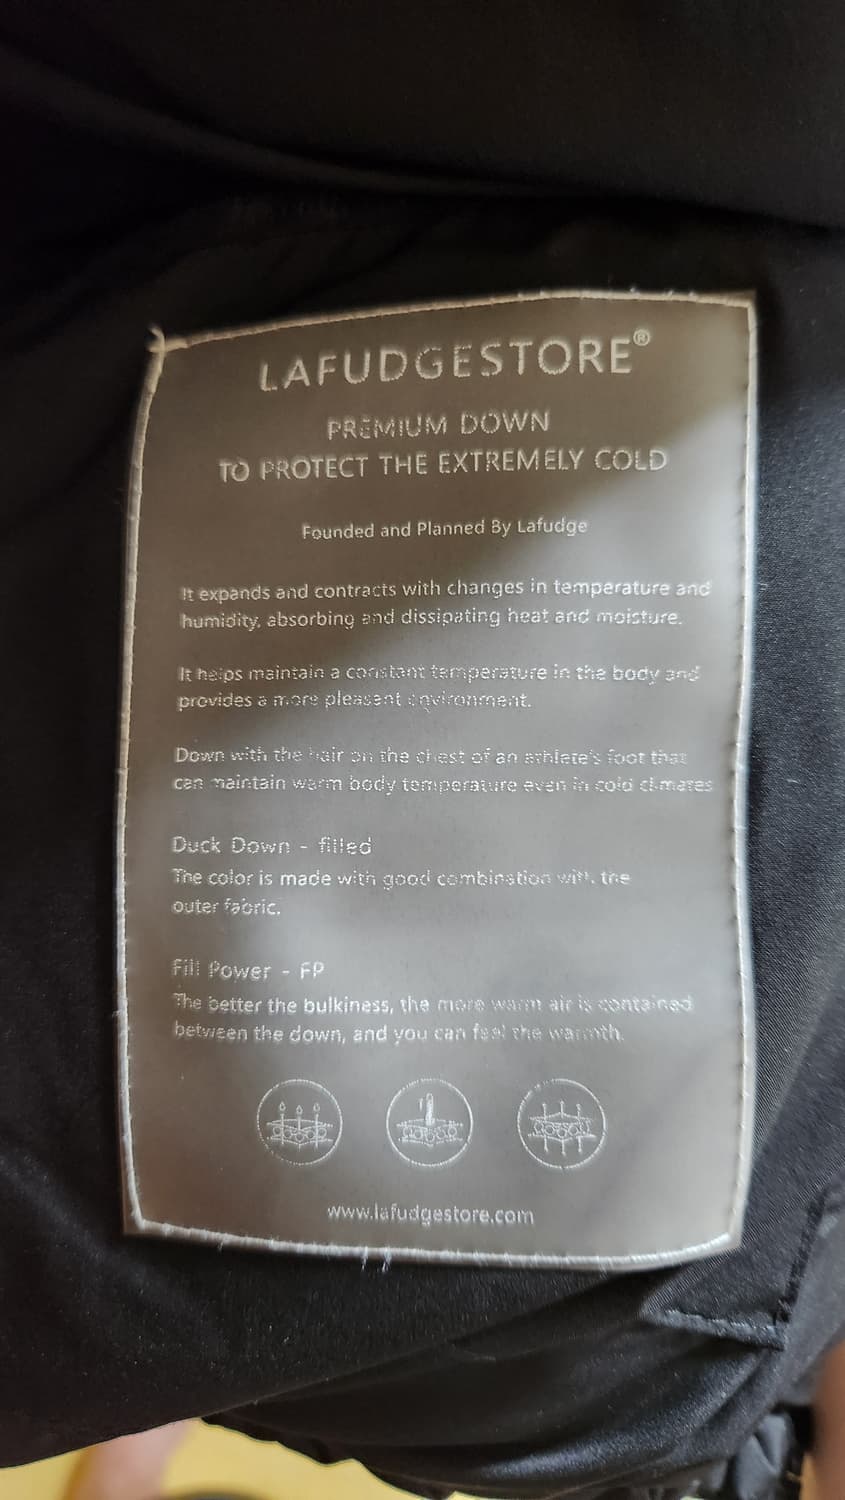 LAFUDGESTORE®
PREMIUM DOWN
TO PROTECT THE EXTREMELY COLD
Founded and Planned By Lafudge
It expands and contracts with changes in temperature and
humidity, absorbing and dissipating heat and moisture.
It helps maintain a constant temperature in the body and
provides a more pleasant environment.
Down with the hair on the chest of an athlete's foot that
can maintain warm body temperature even in cold climates
Duck Down - filled
The color is made with good combination with the
outer fabric.
Fill Power - FP
The better the bulkiness, the more warm air is contained
between the down, and you can feel the warmth.
www.lafudgestore.com